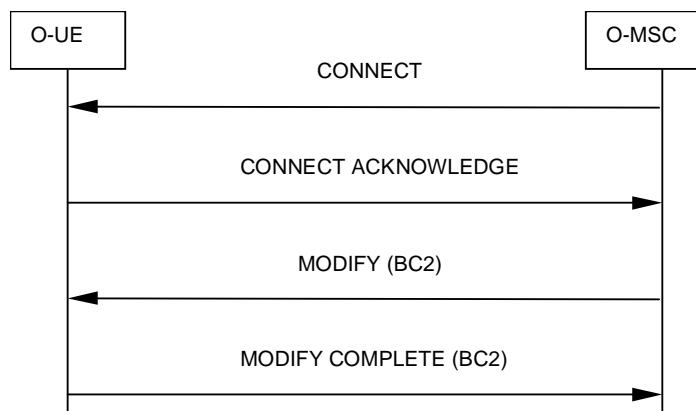 O-UE
O-MSC
CONNECT
CONNECT ACKNOWLEDGE
MODIFY (BC2)
MODIFY COMPLETE (BC2)